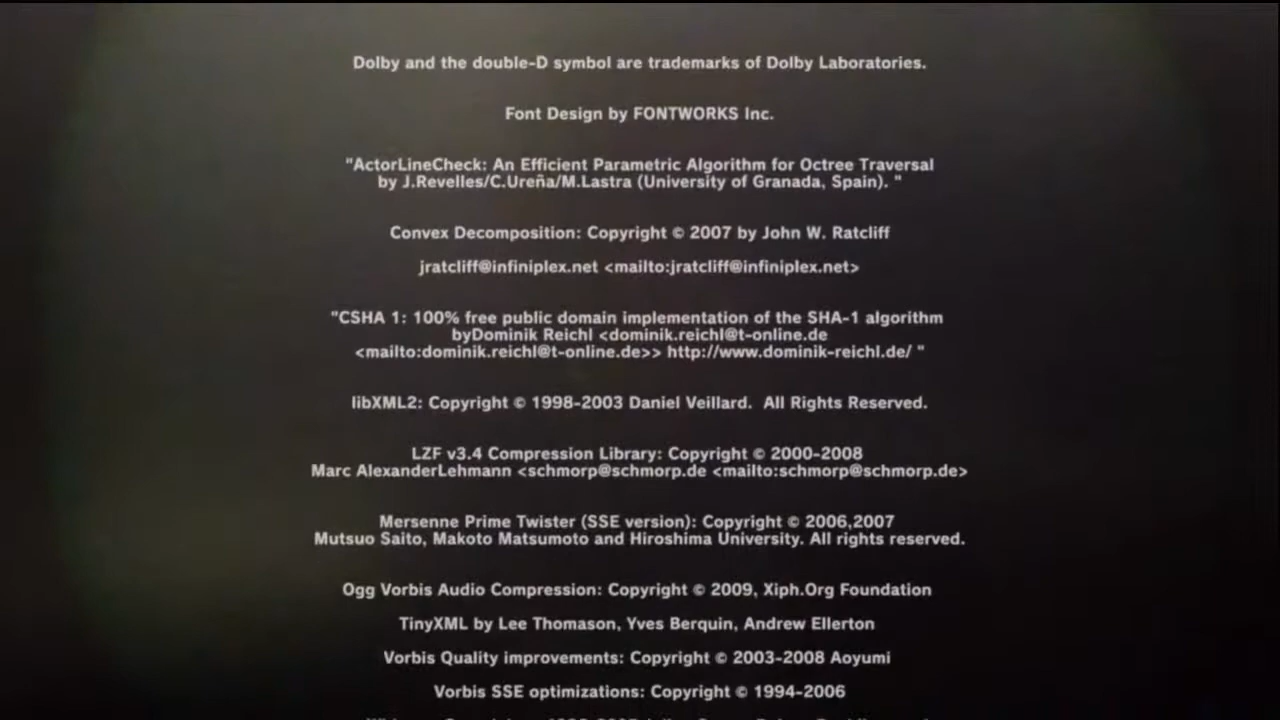 Dolby and the double-D symbol are trademarks of Dolby Laboratories.
Font Design by FONTWORKS Inc.
"ActorLineCheck: An Efficient Parametric Algorithm for Octree Traversal
by J.Revelles/C.Ureña/M.Lastra (University of Granada, Spain). "
Convex Decomposition: Copyright © 2007 by John W. Ratcliff
jratcliff@infiniplex.net <mailto:jratcliff@infiniplex.net>
"CSHA 1: 100% free public domain implementation of the SHA-1 algorithm
byDominik Reichl <dominik.reichl@t-online.de
<mailto:dominik.reichl@t-online.de>> http://www.dominik-reichl.de/ "
libXML2: Copyright © 1998-2003 Daniel Veillard.  All Rights Reserved.
LZF v3.4 Compression Library: Copyright © 2000-2008
Marc AlexanderLehmann <schmorp@schmorp.de <mailto:schmorp@schmorp.de>
Mersenne Prime Twister (SSE version): Copyright © 2006,2007
Mutsuo Saito, Makoto Matsumoto and Hiroshima University. All rights reserved.
Ogg Vorbis Audio Compression: Copyright © 2009, Xiph.Org Foundation
TinyXML by Lee Thomason, Yves Berquin, Andrew Ellerton
Vorbis Quality improvements: Copyright © 2003-2008 Aoyumi
Vorbis SSE optimizations: Copyright © 1994-2006